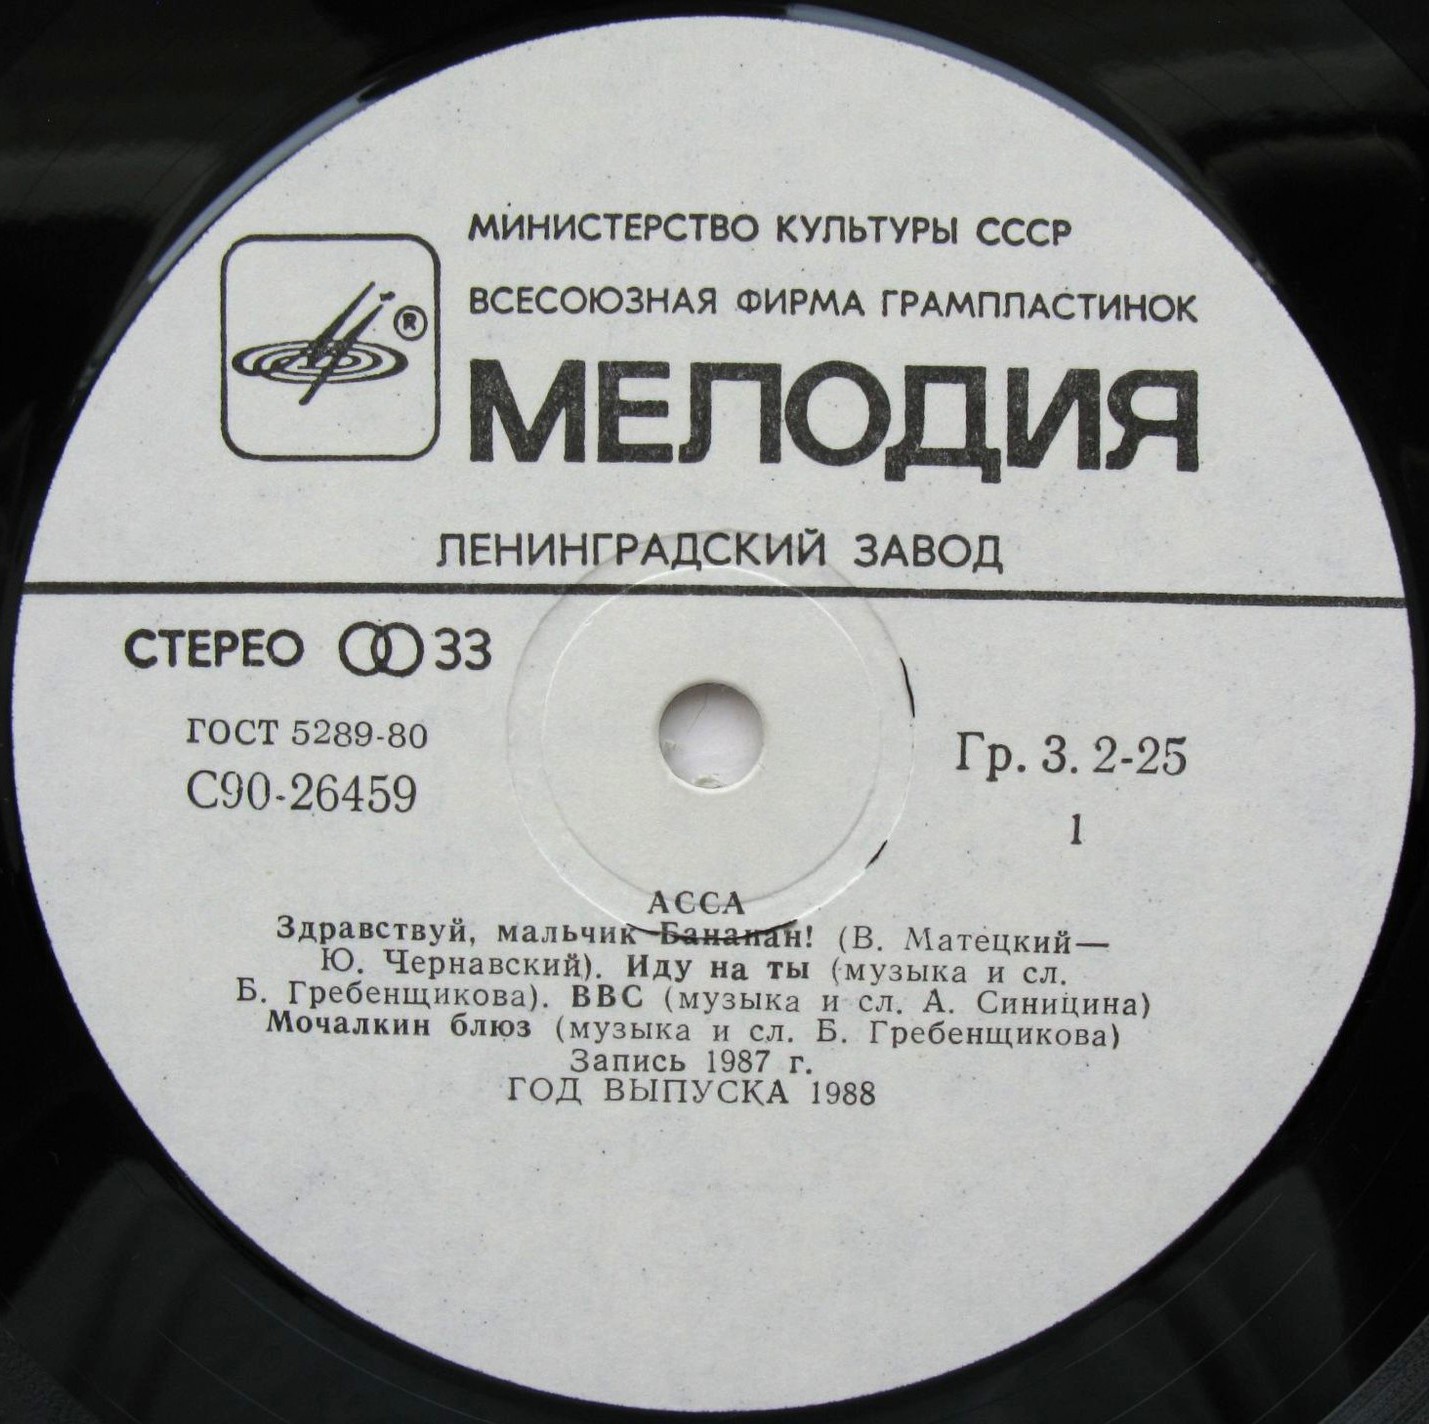 МИНИСТЕРСТВО КУЛЬТУРЫ СССР
ВСЕСОЮЗНАЯ ФИРМА ГРАМПЛАСТИНОК
®
МЕЛОДИЯ
ЛЕНИНГРАДСКИЙ ЗАВОД
СТЕРЕО 33
ГОСТ 5289-80
С90-26459
Гр. 3. 2-25
1
АССА
Здравствуй, мальчик Бананан! (В. Матецкий—
Ю. Чернавский). Иду на ты (музыка и сл.
Б. Гребенщикова). ВВС (музыка и сл. А. Синицина)
Мочалкин блюз (музыка и сл. Б. Гребенщикова)
Запись 1987 г.
ГОД ВЫПУСКА 1988